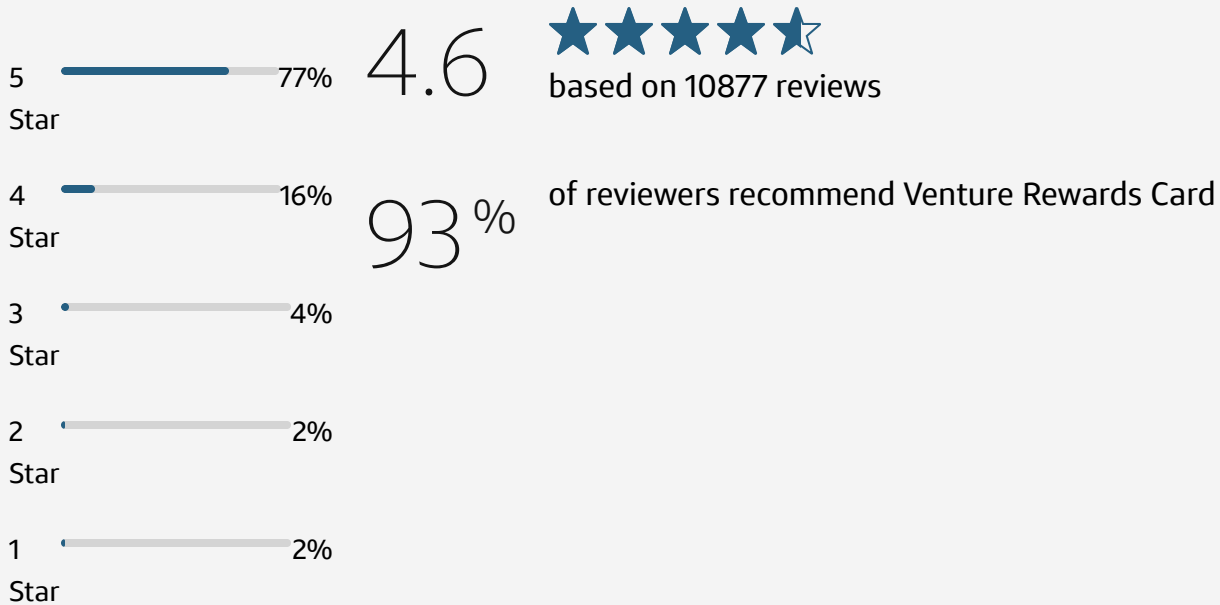 5 Star 77%
4 Star 16%
3 Star 4%
2 Star 2%
1 Star 2%
4.6
based on 10877 reviews
93%
of reviewers recommend Venture Rewards Card